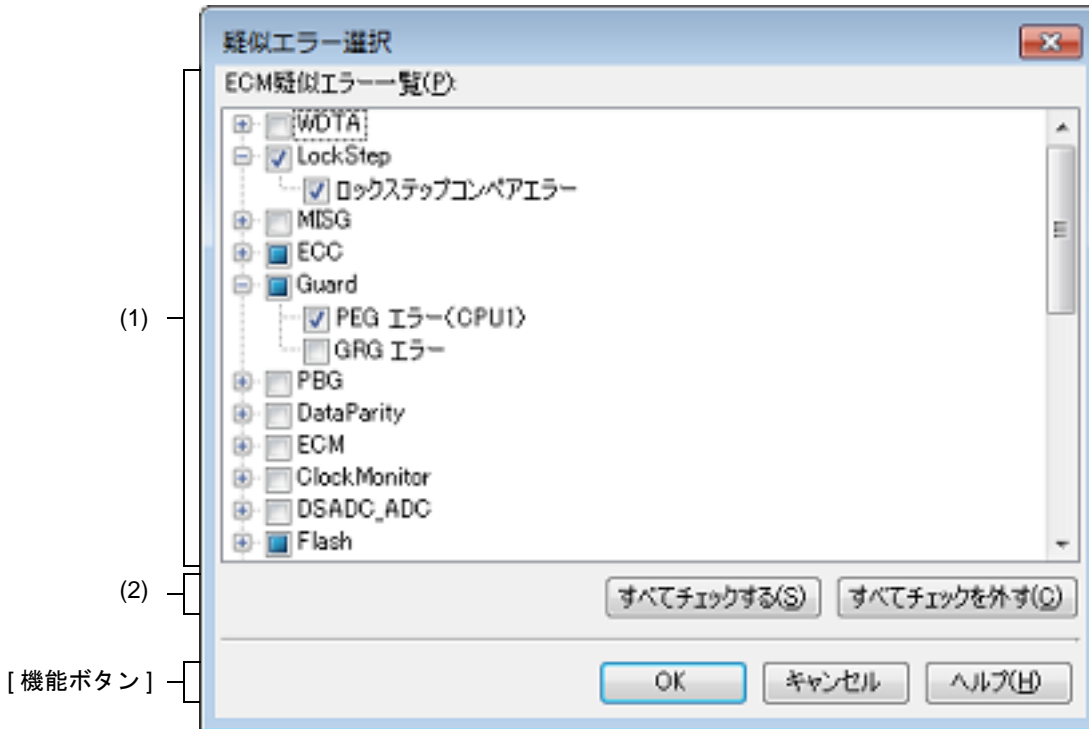 疑似エラー選択
ECM疑似エラー一覧(P):
WDTA
LockStep
ロックステップコンペアエラー
MISG
ECC
Guard
(1)
PEG エラー(CPU1)
GRG エラー
PBG
DataParity
ECM
ClockMonitor
DSADC_ADC
Flash
(2)
すべてチェックする(S) すべてチェックを外す(C)
[ 機能ボタン ]
OK キャンセル ヘルプ(H)